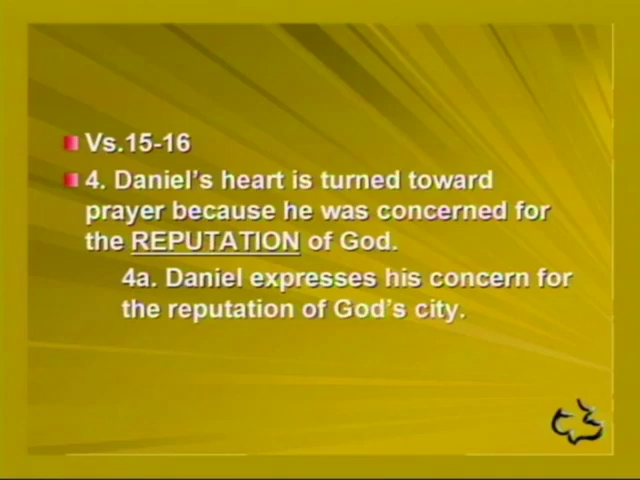 Vs.15-16
4. Daniel's heart is turned toward
prayer because he was concerned for
the REPUTATION of God.
4a. Daniel expresses his concern for
the reputation of God's city.